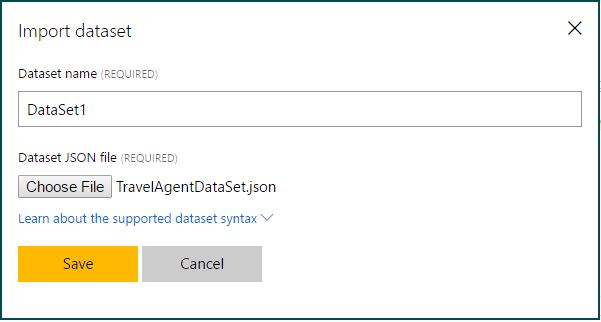 Import dataset
Dataset name (REQUIRED)
DataSet1
Dataset JSON file (REQUIRED)
Choose File TravelAgentDataSet.json
Learn about the supported dataset syntax
Save Cancel